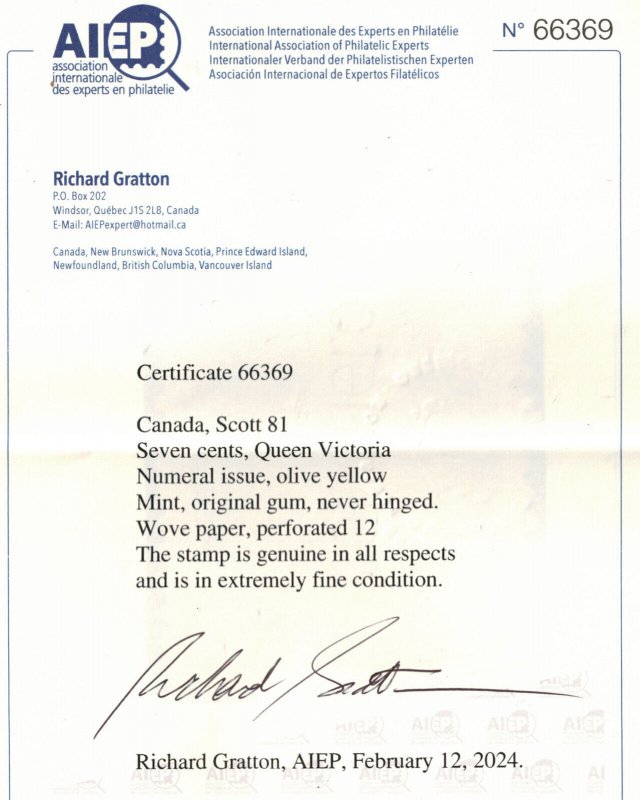 AIEP
association
internationale
des experts en philatelie
Association Internationale des Experts en Philatélie
International Association of Philatelic Experts
Internationaler Verband der Philatelistischen Experten
Asociación Internacional de Expertos Filatélicos
N° 66369
Richard Gratton
P.O. Box 202
Windsor, Québec J1S 2L8, Canada
E-Mail: AIEPexpert@hotmail.ca
Canada, New Brunswick, Nova Scotia, Prince Edward Island,
Newfoundland, British Columbia, Vancouver Island
Certificate 66369
Canada, Scott 81
Seven cents, Queen Victoria
Numeral issue, olive yellow
Mint, original gum, never hinged.
Wove paper, perforated 12
The stamp is genuine in all respects
and is in extremely fine condition.
Richard Gratton
Richard Gratton, AIEP, February 12, 2024.